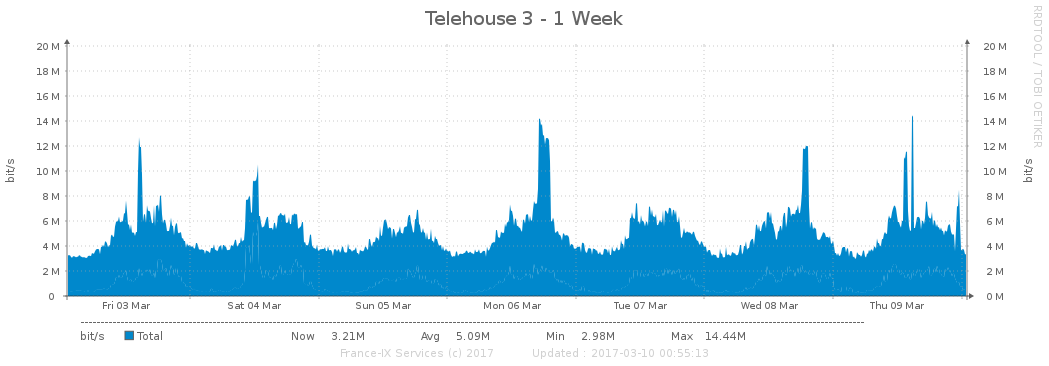 Telehouse 3 - 1 Week
RRDTOOL / TOBI OETIKER
bit/s
20 M 20 M
18 M 18 M
16 M 16 M
14 M 14 M
12 M 12 M
10 M 10 M
8 M 8 M
6 M 6 M
4 M 4 M
2 M 2 M
0 0 M
bit/s
Fri 03 Mar Sat 04 Mar Sun 05 Mar Mon 06 Mar Tue 07 Mar Wed 08 Mar Thu 09 Mar
bit/s Total Now 3.21M Avg 5.09M Min 2.98M Max 14.44M
France-IX Services (c) 2017 Updated : 2017-03-10 00:55:13